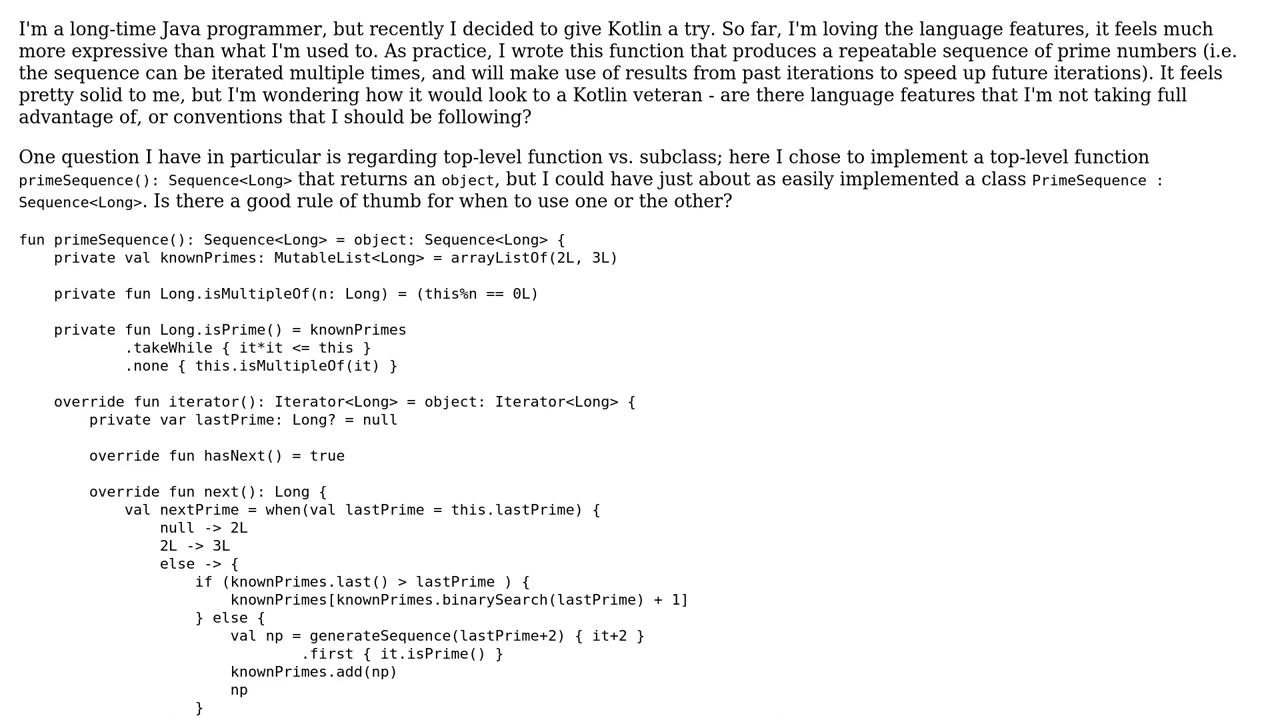 I'm a long-time Java programmer, but recently I decided to give Kotlin a try. So far, I'm loving the language features, it feels much
more expressive than what I'm used to. As practice, I wrote this function that produces a repeatable sequence of prime numbers (i.e.
the sequence can be iterated multiple times, and will make use of results from past iterations to speed up future iterations). It feels
pretty solid to me, but I'm wondering how it would look to a Kotlin veteran - are there language features that I'm not taking full
advantage of, or conventions that I should be following?

One question I have in particular is regarding top-level function vs. subclass; here I chose to implement a top-level function
primeSequence(): Sequence<Long> that returns an object, but I could have just about as easily implemented a class PrimeSequence :
Sequence<Long>. Is there a good rule of thumb for when to use one or the other?

fun primeSequence(): Sequence<Long> = object: Sequence<Long> {
    private val knownPrimes: MutableList<Long> = arrayListOf(2L, 3L)

    private fun Long.isMultipleOf(n: Long) = (this%n == 0L)

    private fun Long.isPrime() = knownPrimes
            .takeWhile { it*it <= this }
            .none { this.isMultipleOf(it) }

    override fun iterator(): Iterator<Long> = object: Iterator<Long> {
        private var lastPrime: Long? = null

        override fun hasNext() = true

        override fun next(): Long {
            val nextPrime = when(val lastPrime = this.lastPrime) {
                null -> 2L
                2L -> 3L
                else -> {
                    if (knownPrimes.last() > lastPrime ) {
                        knownPrimes[knownPrimes.binarySearch(lastPrime) + 1]
                    } else {
                        val np = generateSequence(lastPrime+2) { it+2 }
                                .first { it.isPrime() }
                        knownPrimes.add(np)
                        np
                    }